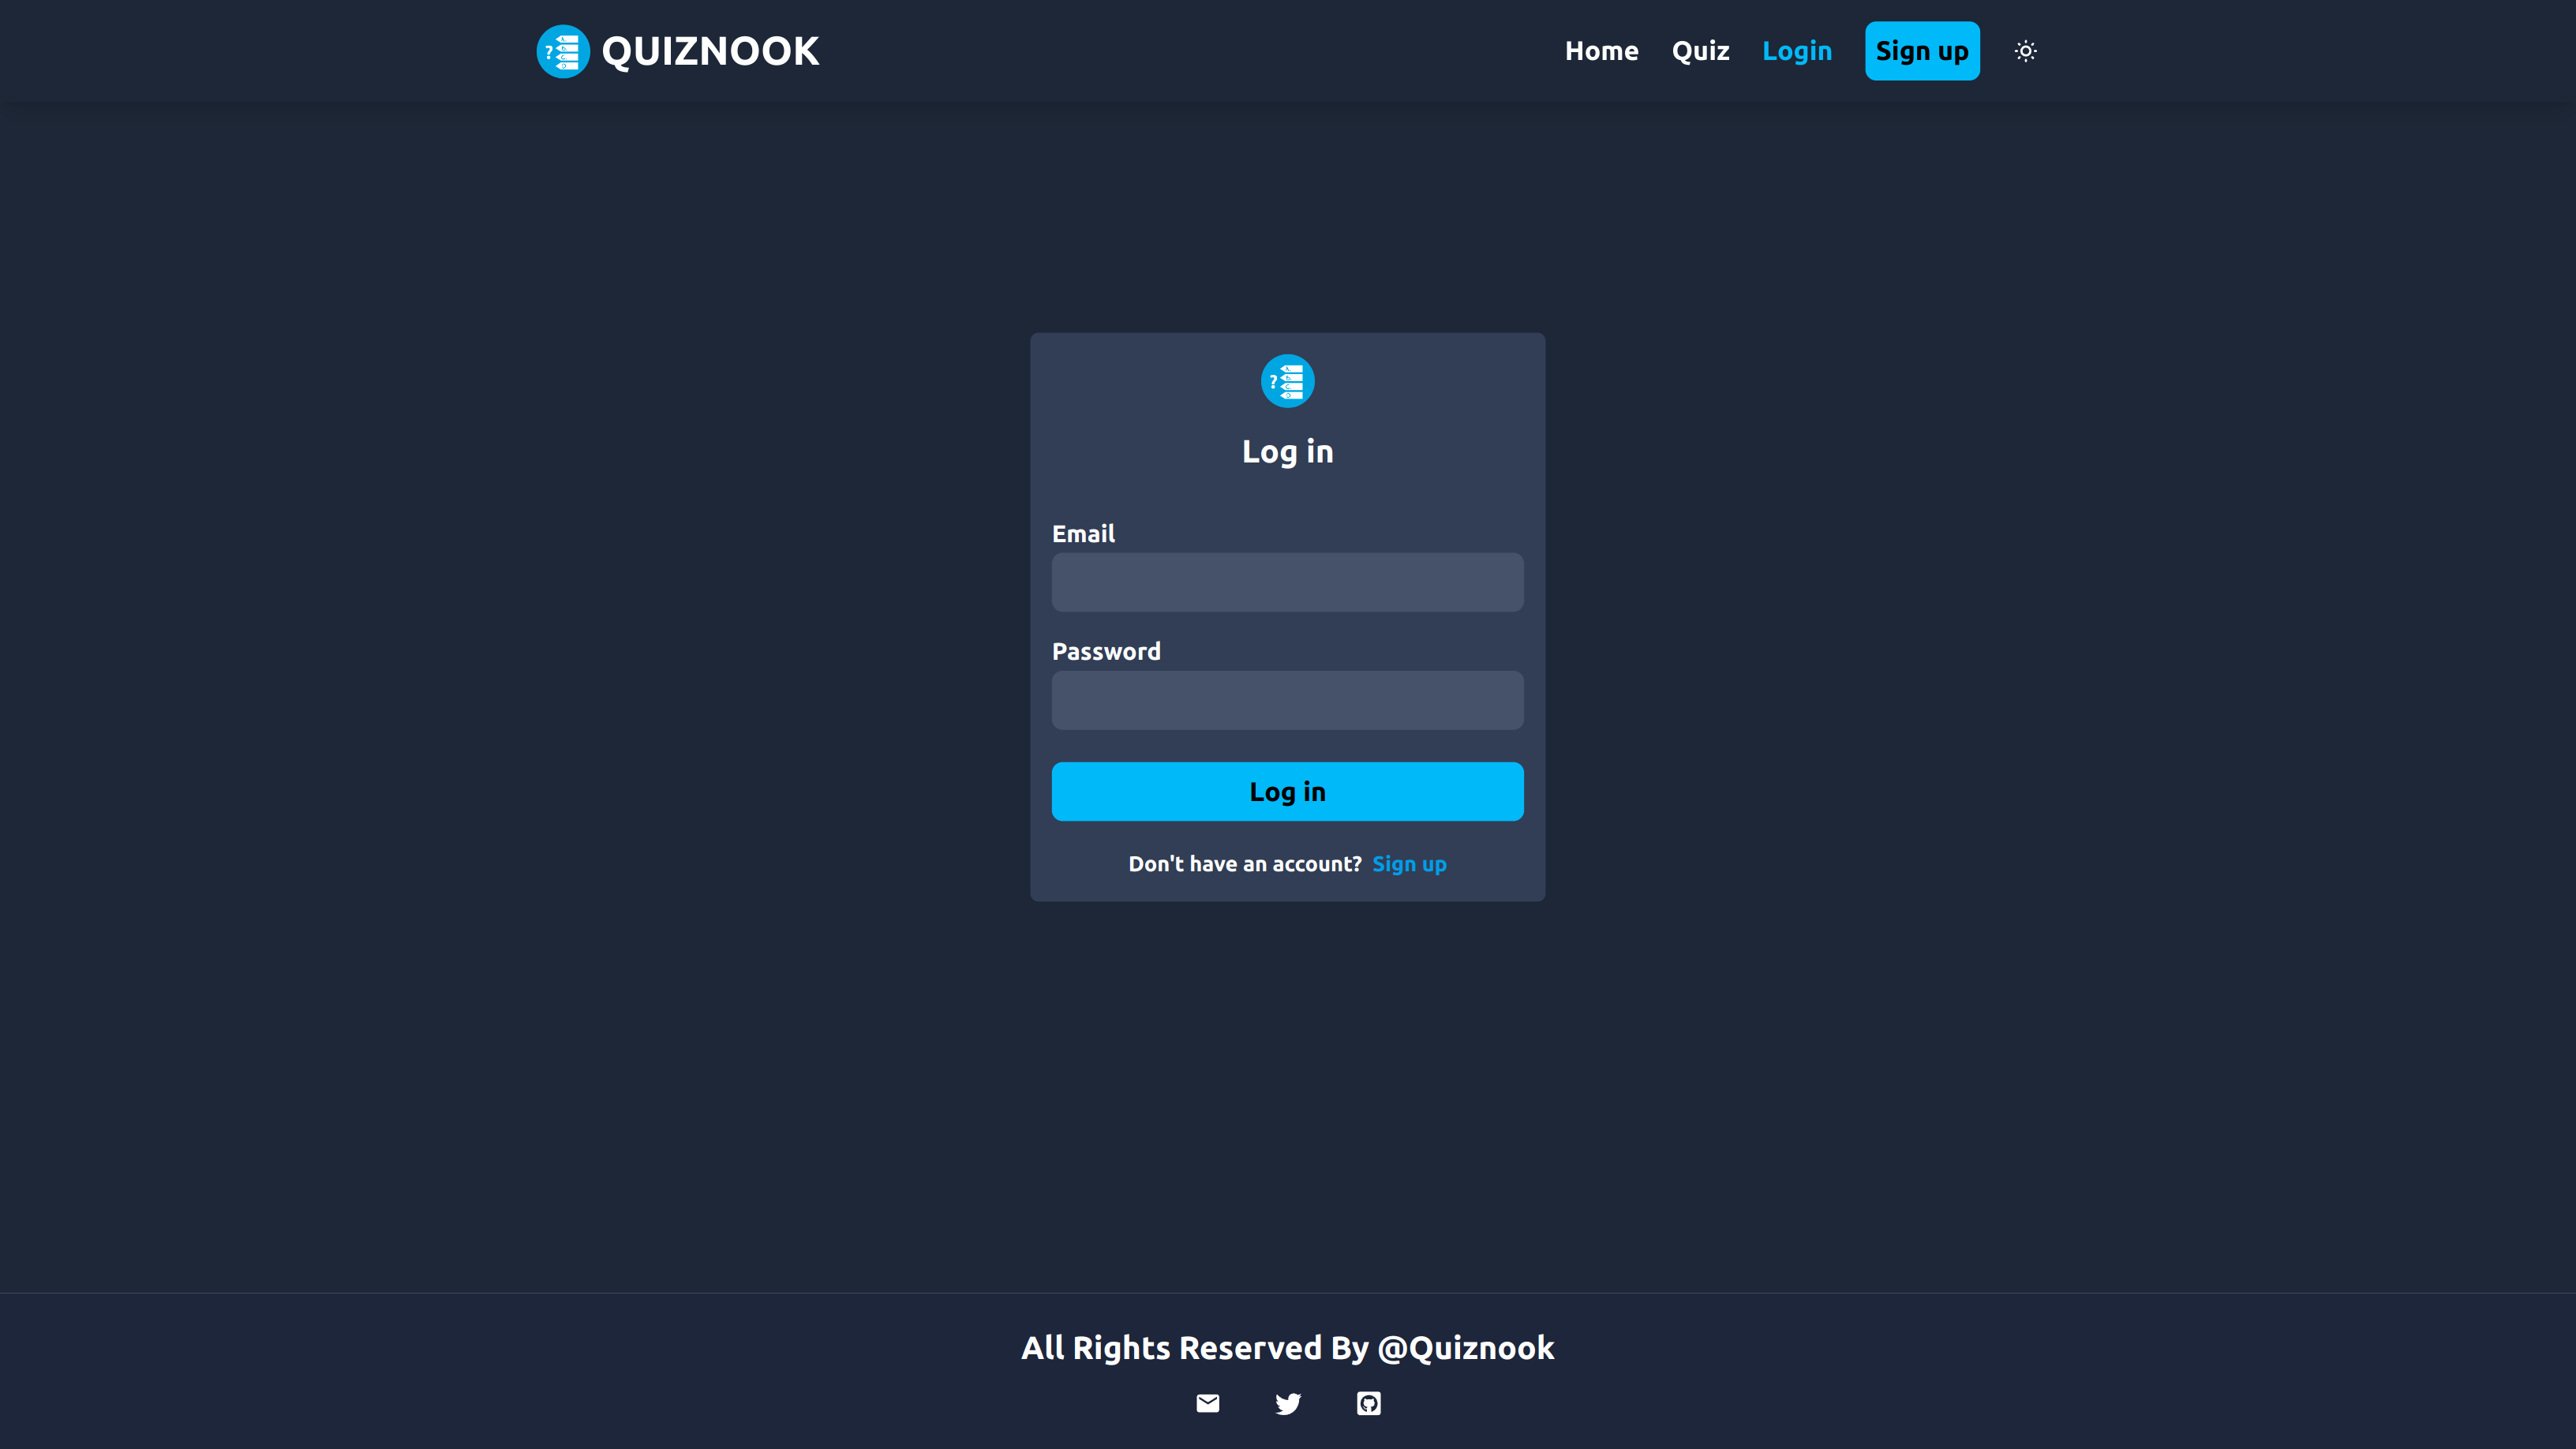 QUIZNOOK
Home Quiz Login Sign up
Log in
Email
Password
Log in
Don't have an account? Sign up
All Rights Reserved By @Quiznook